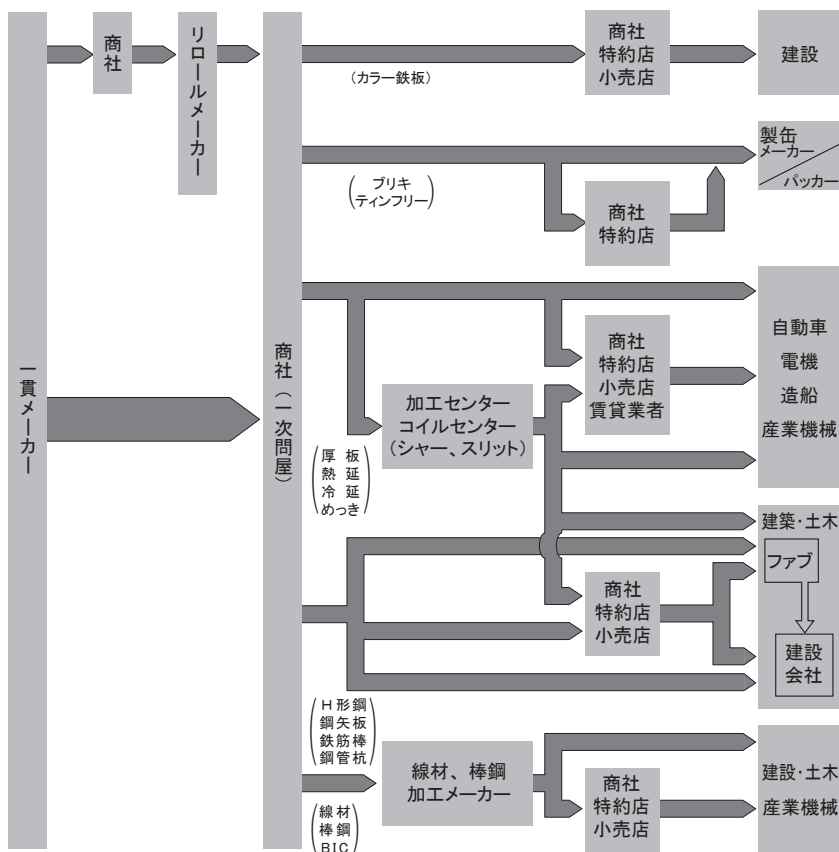 一貫メーカー
商社
リロールメーカー
商社（一次問屋）
（カラー鉄板）
商社
特約店
小売店
建設
ブリキ
ティンフリー
商社
特約店
製缶
メーカー
パッカー
厚板
熱延
冷延
めっき
加工センター
コイルセンター
（シャー、スリット）
商社
特約店
小売店
賃貸業者
自動車
電機
造船
産業機械
商社
特約店
小売店
建築・土木
ファブ
建設
会社
H形鋼
鋼矢板
鉄筋棒
鋼管杭
線材
棒鋼
BIC
線材、棒鋼
加工メーカー
商社
特約店
小売店
建設・土木
産業機械